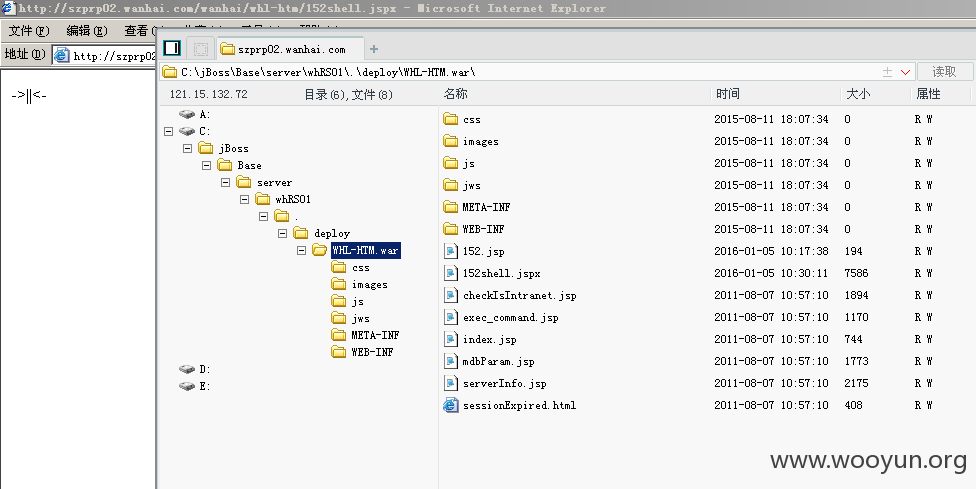 http://szprp02.wanhai.com/wanhai/whl-htm/152shell.jspx - Microsoft Internet Explorer
文件(F) 编辑(E) 查看
地址(D) http://szprp02
szprp02.wanhai.com
C:\jBoss\Base\server\whRS01\.\deploy\WHL-HTM.war\ 读取
->||<-
121.15.132.72 目录(6),文件(8) 名称 时间 大小 属性
A:
C:
jBoss
Base
server
whRS01
.
deploy
WHL-HTM.war
css
images
js
jws
META-INF
WEB-INF
D:
E:
css 2015-08-11 18:07:34 0 R W
images 2015-08-11 18:07:34 0 R W
js 2015-08-11 18:07:34 0 R W
jws 2015-08-11 18:07:34 0 R W
META-INF 2015-08-11 18:07:34 0 R W
WEB-INF 2015-08-11 18:07:34 0 R W
152.jsp 2016-01-05 10:17:38 194 R W
152shell.jspx 2016-01-05 10:30:11 7586 R W
checkIsIntranet.jsp 2011-08-07 10:57:10 1894 R W
exec_command.jsp 2011-08-07 10:57:10 1170 R W
index.jsp 2011-08-07 10:57:10 744 R W
mdbParam.jsp 2011-08-07 10:57:10 1773 R W
serverInfo.jsp 2011-08-07 10:57:10 2175 R W
sessionExpired.html 2011-08-07 10:57:10 408 R W
www.wooyun.org